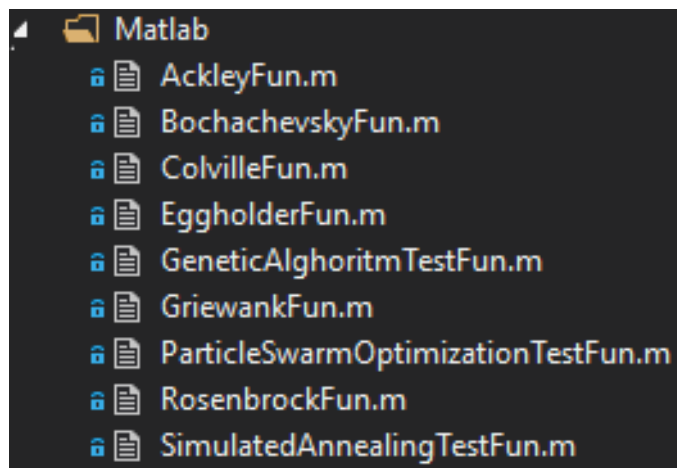 Matlab
AckleyFun.m
BochachevskyFun.m
ColvilleFun.m
EggholderFun.m
GeneticAlghoritmTestFun.m
GriewankFun.m
ParticleSwarmOptimizationTestFun.m
RosenbrockFun.m
SimulatedAnnealingTestFun.m